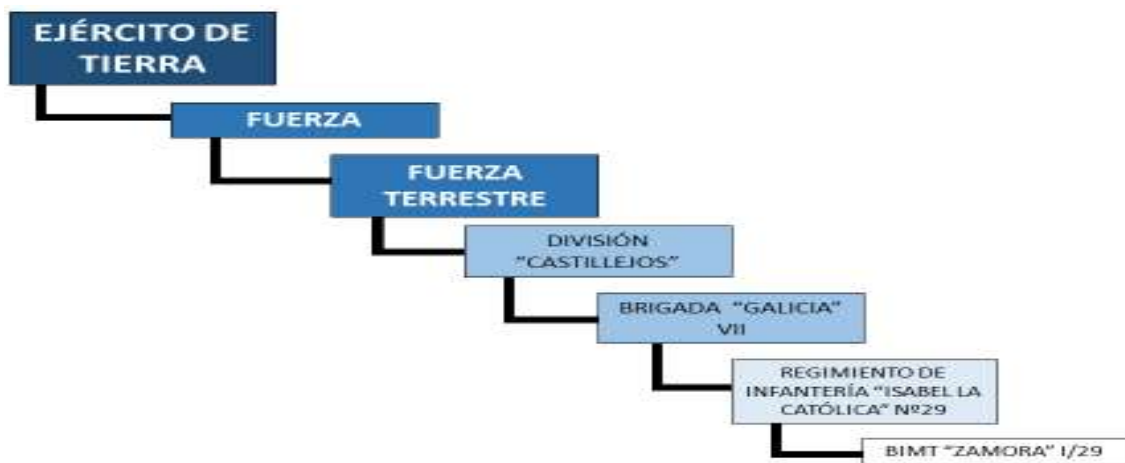 EJÉRCITO DE
TIERRA
FUERZA
FUERZA
TERRESTRE
DIVISIÓN
"CASTILLEJOS"
BRIGADA "GALICIA"
VII
REGIMIENTO DE
INFANTERÍA "ISABEL LA
CATÓLICA" Nº29
BIMT "ZAMORA" I/29